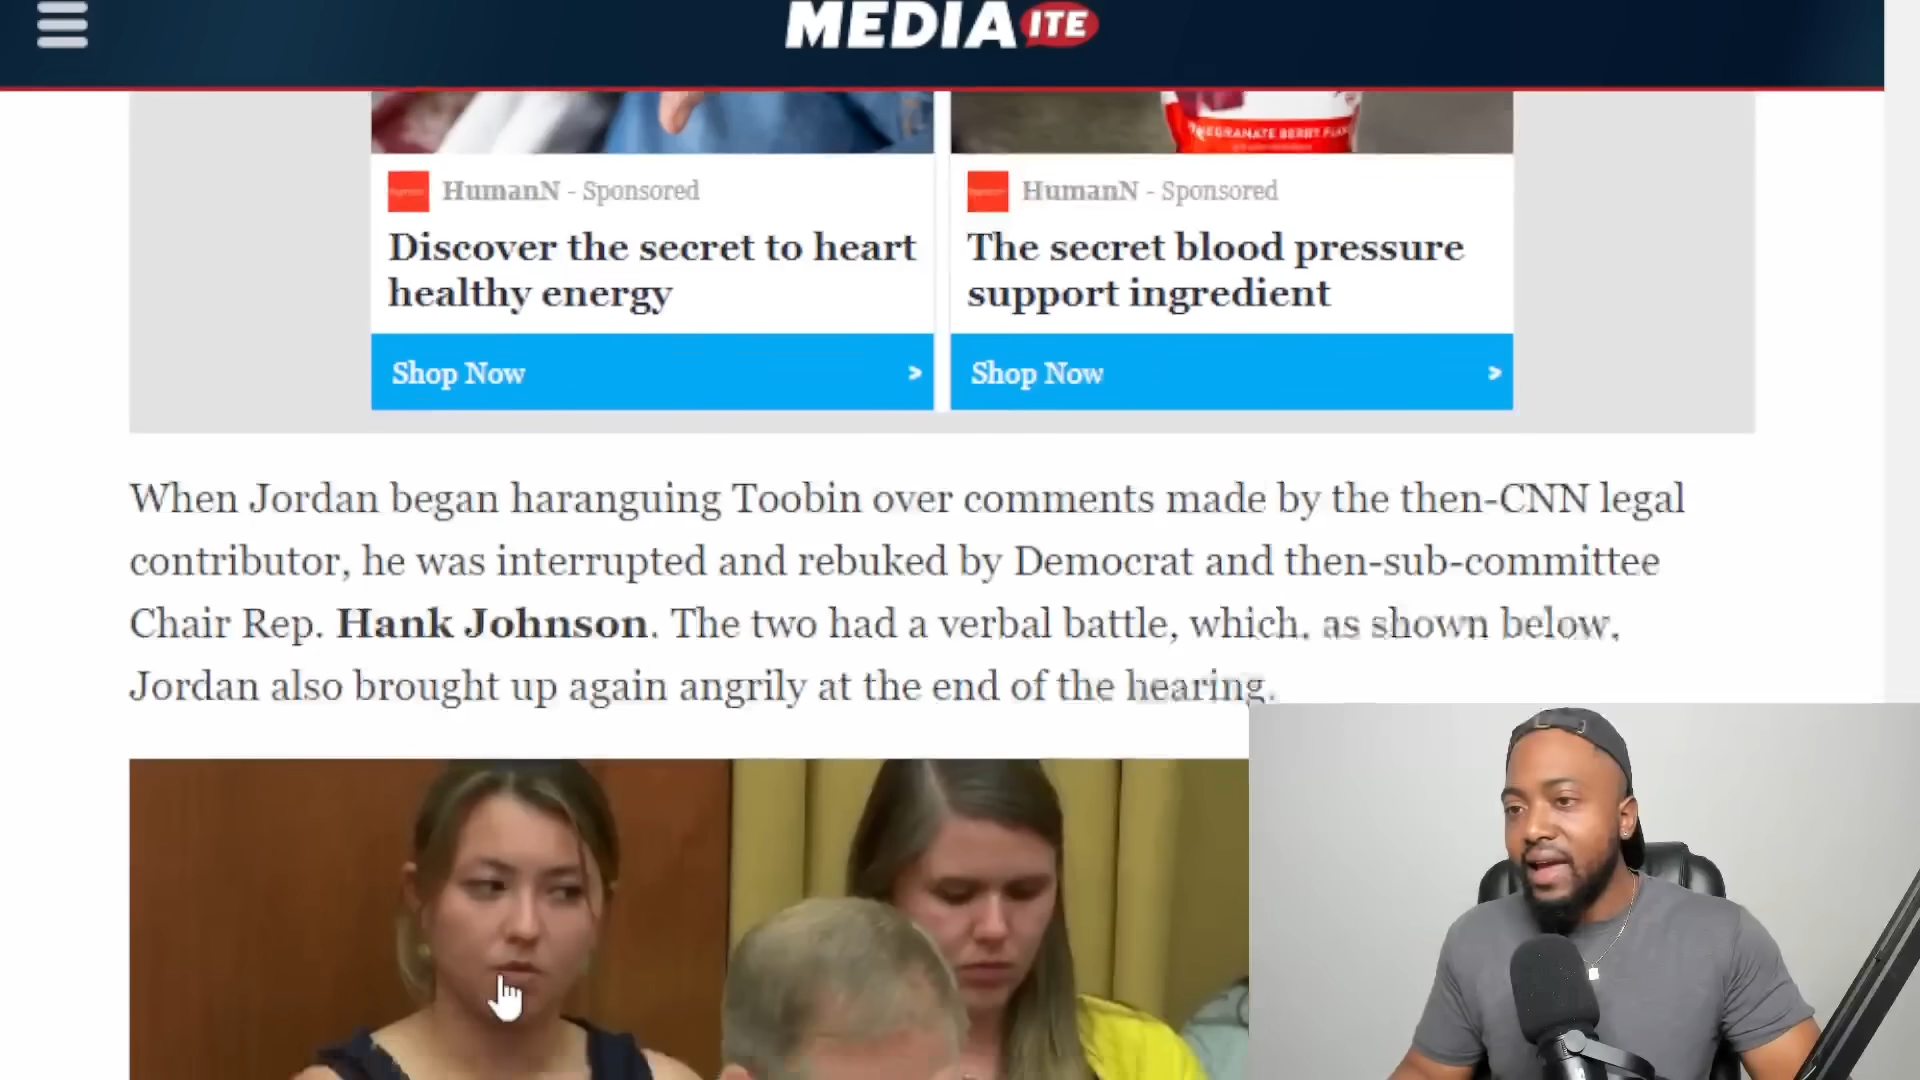 MEDIAITE
POMEGRANATE BERRY
HumanN - Sponsored
Discover the secret to heart
healthy energy
Shop Now >
HumanN - Sponsored
The secret blood pressure
support ingredient
Shop Now >
When Jordan began haranguing Toobin over comments made by the then-CNN legal
contributor, he was interrupted and rebuked by Democrat and then-sub-committee
Chair Rep. Hank Johnson. The two had a verbal battle, which, as shown below,
Jordan also brought up again angrily at the end of the hearing.